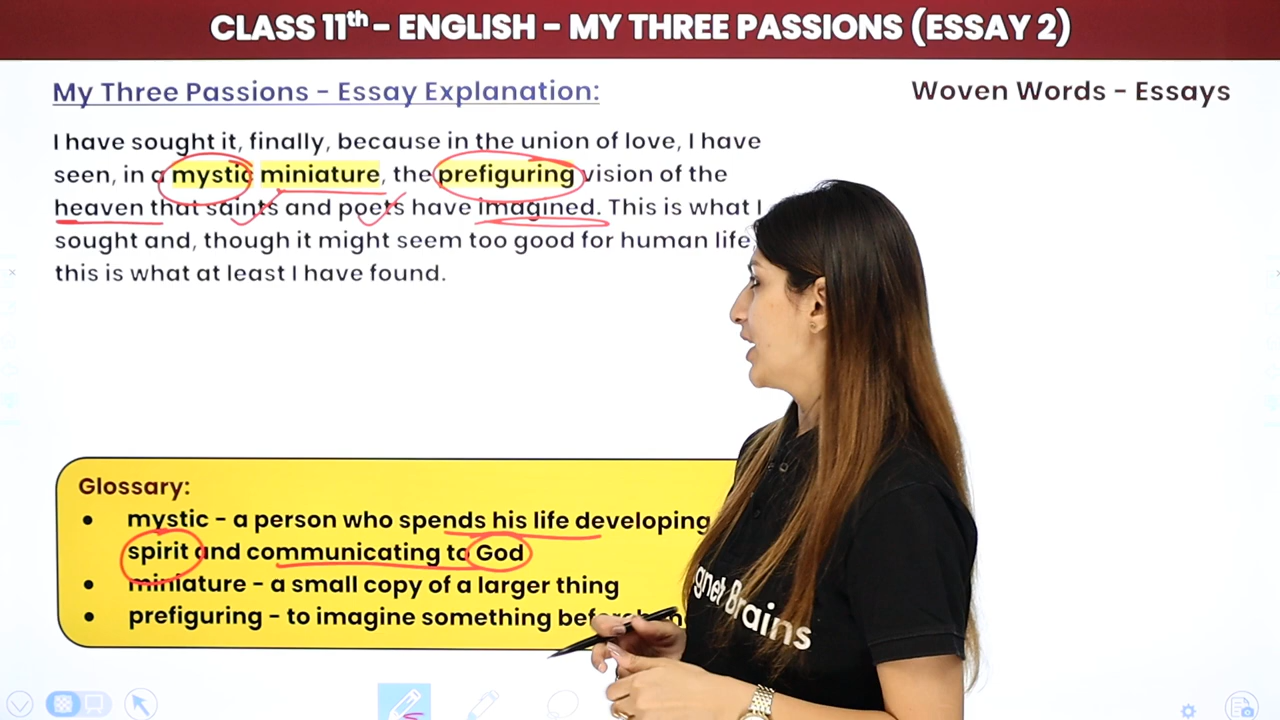 CLASS 11th - ENGLISH - MY THREE PASSIONS (ESSAY 2)
My Three Passions - Essay Explanation:
Woven Words - Essays
I have sought it, finally, because in the union of love, I have
seen, in a mystic miniature, the prefiguring vision of the
heaven that saints and poets have imagined. This is what I
sought and, though it might seem too good for human life
this is what at least I have found.
Glossary:
• mystic - a person who spends his life developing
spirit and communicating to God
• miniature - a small copy of a larger thing
• prefiguring - to imagine something
gnet Brains